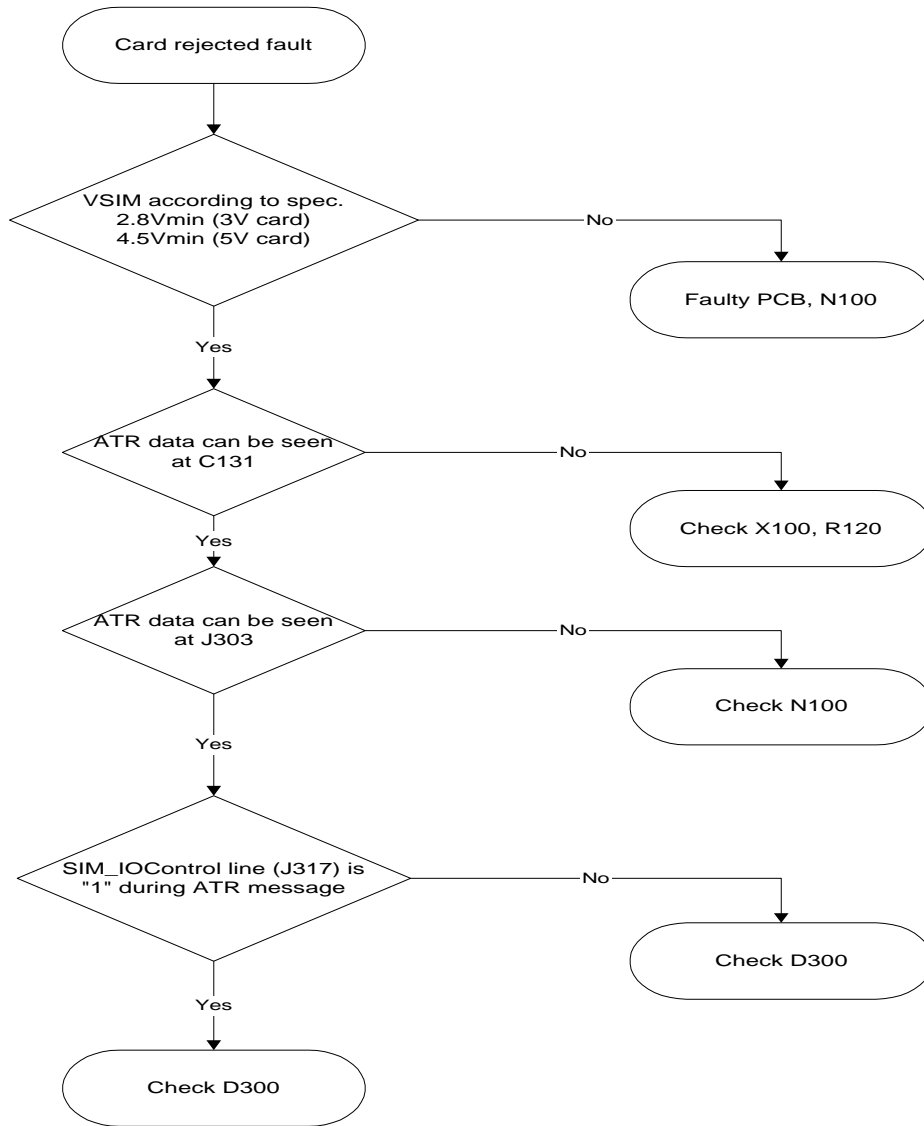 Card rejected fault
VSIM according to spec.
2.8Vmin (3V card)
4.5Vmin (5V card)
No
Faulty PCB, N100
Yes
ATR data can be seen
at C131
No
Check X100, R120
Yes
ATR data can be seen
at J303
No
Check N100
Yes
SIM_IOControl line (J317) is
"1" during ATR message
No
Check D300
Yes
Check D300